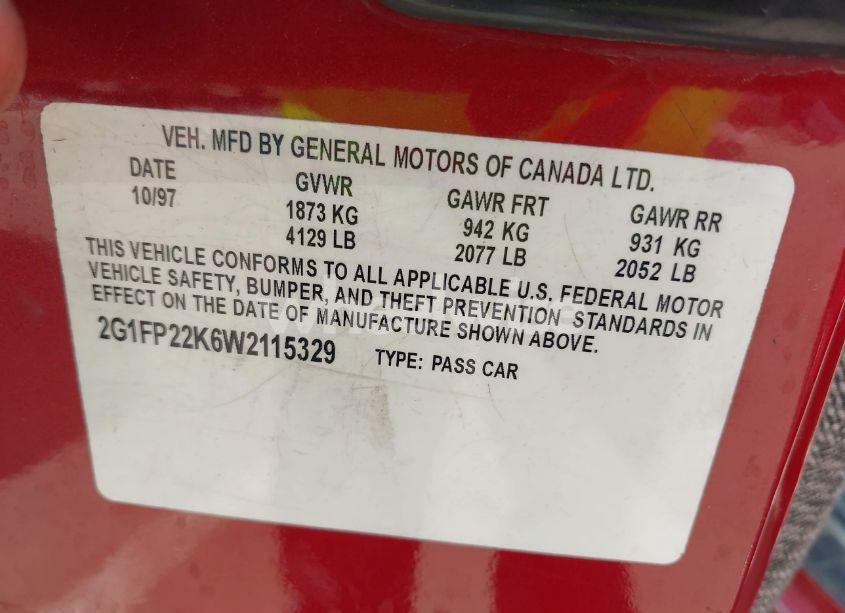 VEH. MFD BY GENERAL MOTORS OF CANADA LTD.
DATE GVWR GAWR FRT GAWR RR
10/97 1873 KG 942 KG 931 KG
4129 LB 2077 LB 2052 LB
THIS VEHICLE CONFORMS TO ALL APPLICABLE U.S. FEDERAL MOTOR
VEHICLE SAFETY, BUMPER, AND THEFT PREVENTION STANDARDS IN
EFFECT ON THE DATE OF MANUFACTURE SHOWN ABOVE.
2G1FP22K6W2115329 TYPE: PASS CAR